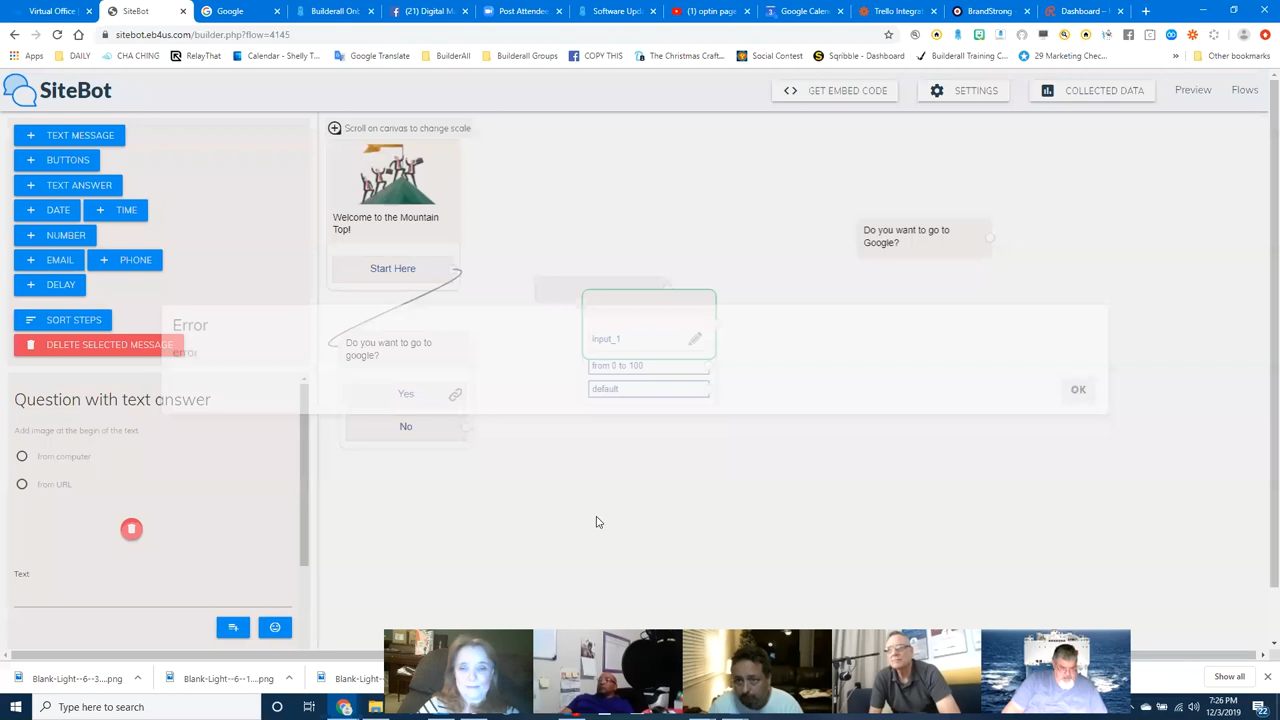 Virtual Office
SiteBot
Google
Builderall On
(21) Digital M
Post Attende
Software Upd
optin page
Google Calen
Trello Integrat
BrandStrong
Dashboard –
sitebot.eb4us.com/builder.php?flow=4145
Apps
DAILY
CHA CHING
RelayThat
Calendar - Shelly T...
Google Translate
BuilderAll
Builderall Groups
COPY THIS
The Christmas Craft...
Social Contest
Sqribble - Dashboard
Builderall Training C...
29 Marketing Chec...
»
Other bookmarks
SiteBot
GET EMBED CODE
SETTINGS
COLLECTED DATA
Preview
Flows
+ TEXT MESSAGE
+ BUTTONS
+ TEXT ANSWER
+ DATE
+ TIME
+ NUMBER
+ EMAIL
+ PHONE
+ DELAY
SORT STEPS
DELETE SELECTED MESSAGE
Question with text answer
Add image at the begin of the text
from computer
from URL
Text
Scroll on canvas to change scale
Welcome to the Mountain
Top!
Start Here
Do you want to go to
google?
Yes
No
Do you want to go to
Google?
input_1
from 0 to 100
default
Error
error
OK
Blank-Light--6--3....png
Blank-Light--6--1....png
Blank-Light--6
Show all
Type here to search
7:26 PM
12/3/2019